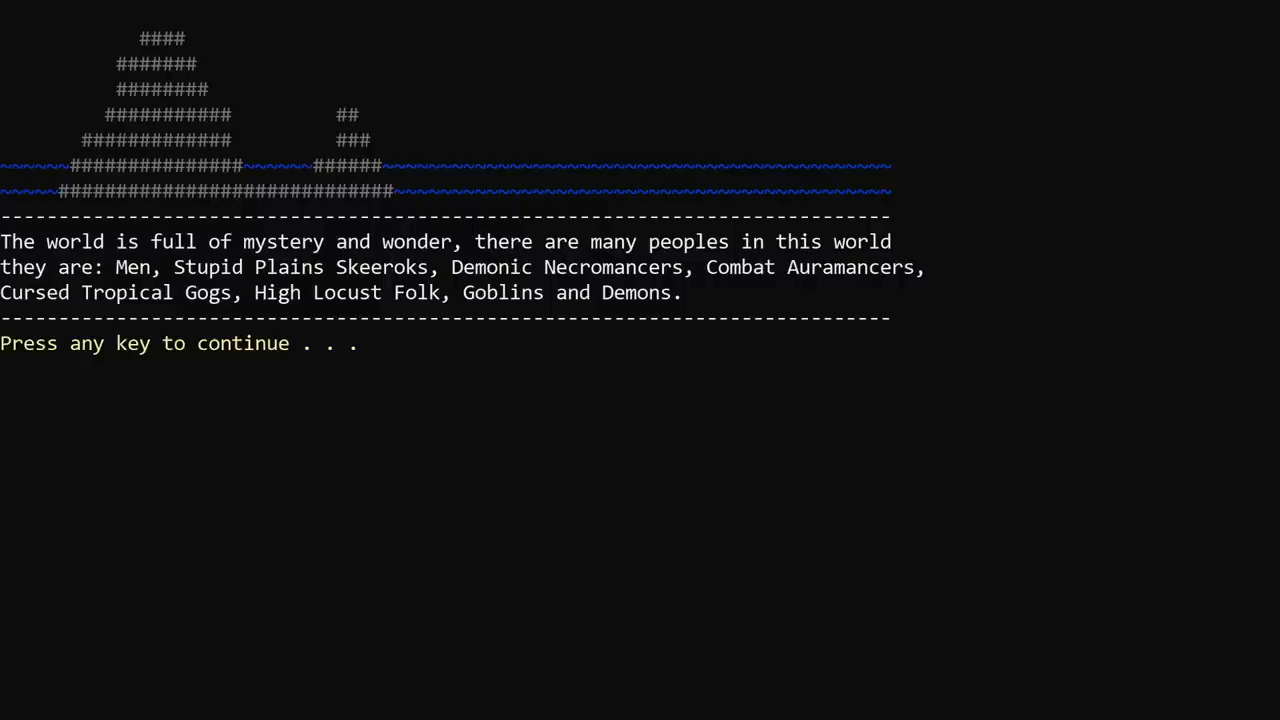 The world is full of mystery and wonder, there are many peoples in this world
they are: Men, Stupid Plains Skeeroks, Demonic Necromancers, Combat Auramancers,
Cursed Tropical Gogs, High Locust Folk, Goblins and Demons.
Press any key to continue . . .